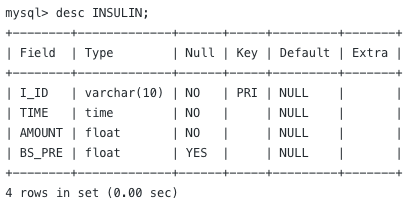 mysql> desc INSULIN;
+--------+-------------+------+-----+---------+-------+
| Field  | Type        | Null | Key | Default | Extra |
+--------+-------------+------+-----+---------+-------+
| I_ID   | varchar(10) | NO   | PRI | NULL    |       |
| TIME   | time        | NO   |     | NULL    |       |
| AMOUNT | float       | NO   |     | NULL    |       |
| BS_PRE | float       | YES  |     | NULL    |       |
+--------+-------------+------+-----+---------+-------+
4 rows in set (0.00 sec)